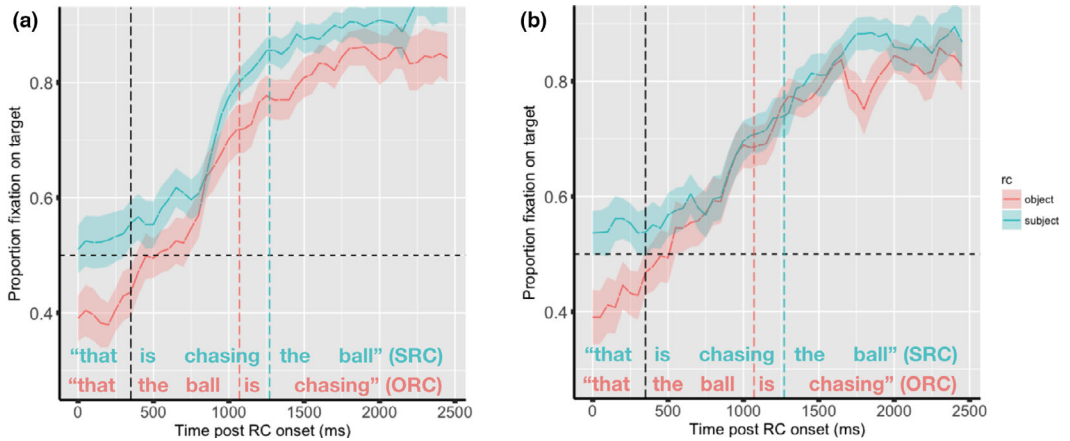 (a)
Proportion fixation on target
0.8
0.6
0.4
"that is chasing the ball" (SRC)
"that the ball is chasing" (ORC)
0 500 1000 1500 2000 2500
Time post RC onset (ms)
(b)
Proportion fixation on target
0.8
0.6
0.4
"that is chasing the ball" (SRC)
"that the ball is chasing" (ORC)
0 500 1000 1500 2000 2500
Time post RC onset (ms)
rc
object
subject